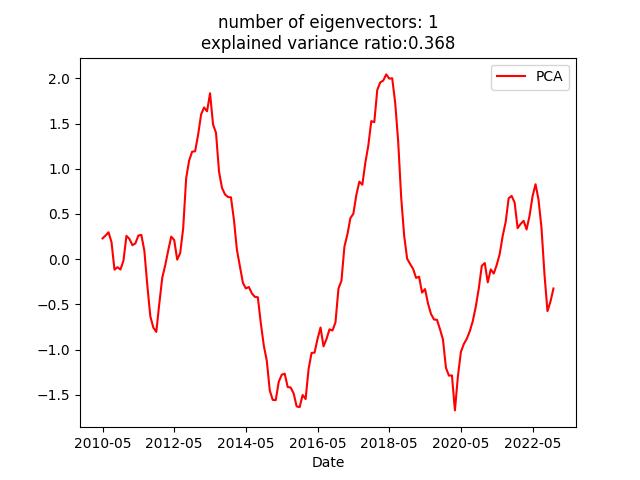 number of eigenvectors: 1
explained variance ratio:0.368
PCA
2.0
1.5
1.0
0.5
0.0
−0.5
−1.0
−1.5
2010-05 2012-05 2014-05 2016-05 2018-05 2020-05 2022-05
Date